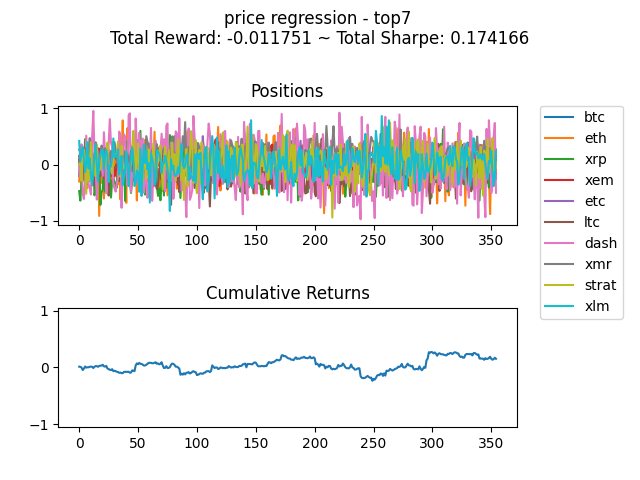 price regression - top7
Total Reward: -0.011751 ~ Total Sharpe: 0.174166
Positions
1
0
−1
0 50 100 150 200 250 300 350
btc
eth
xrp
xem
etc
ltc
dash
xmr
strat
xlm
Cumulative Returns
1
0
−1
0 50 100 150 200 250 300 350